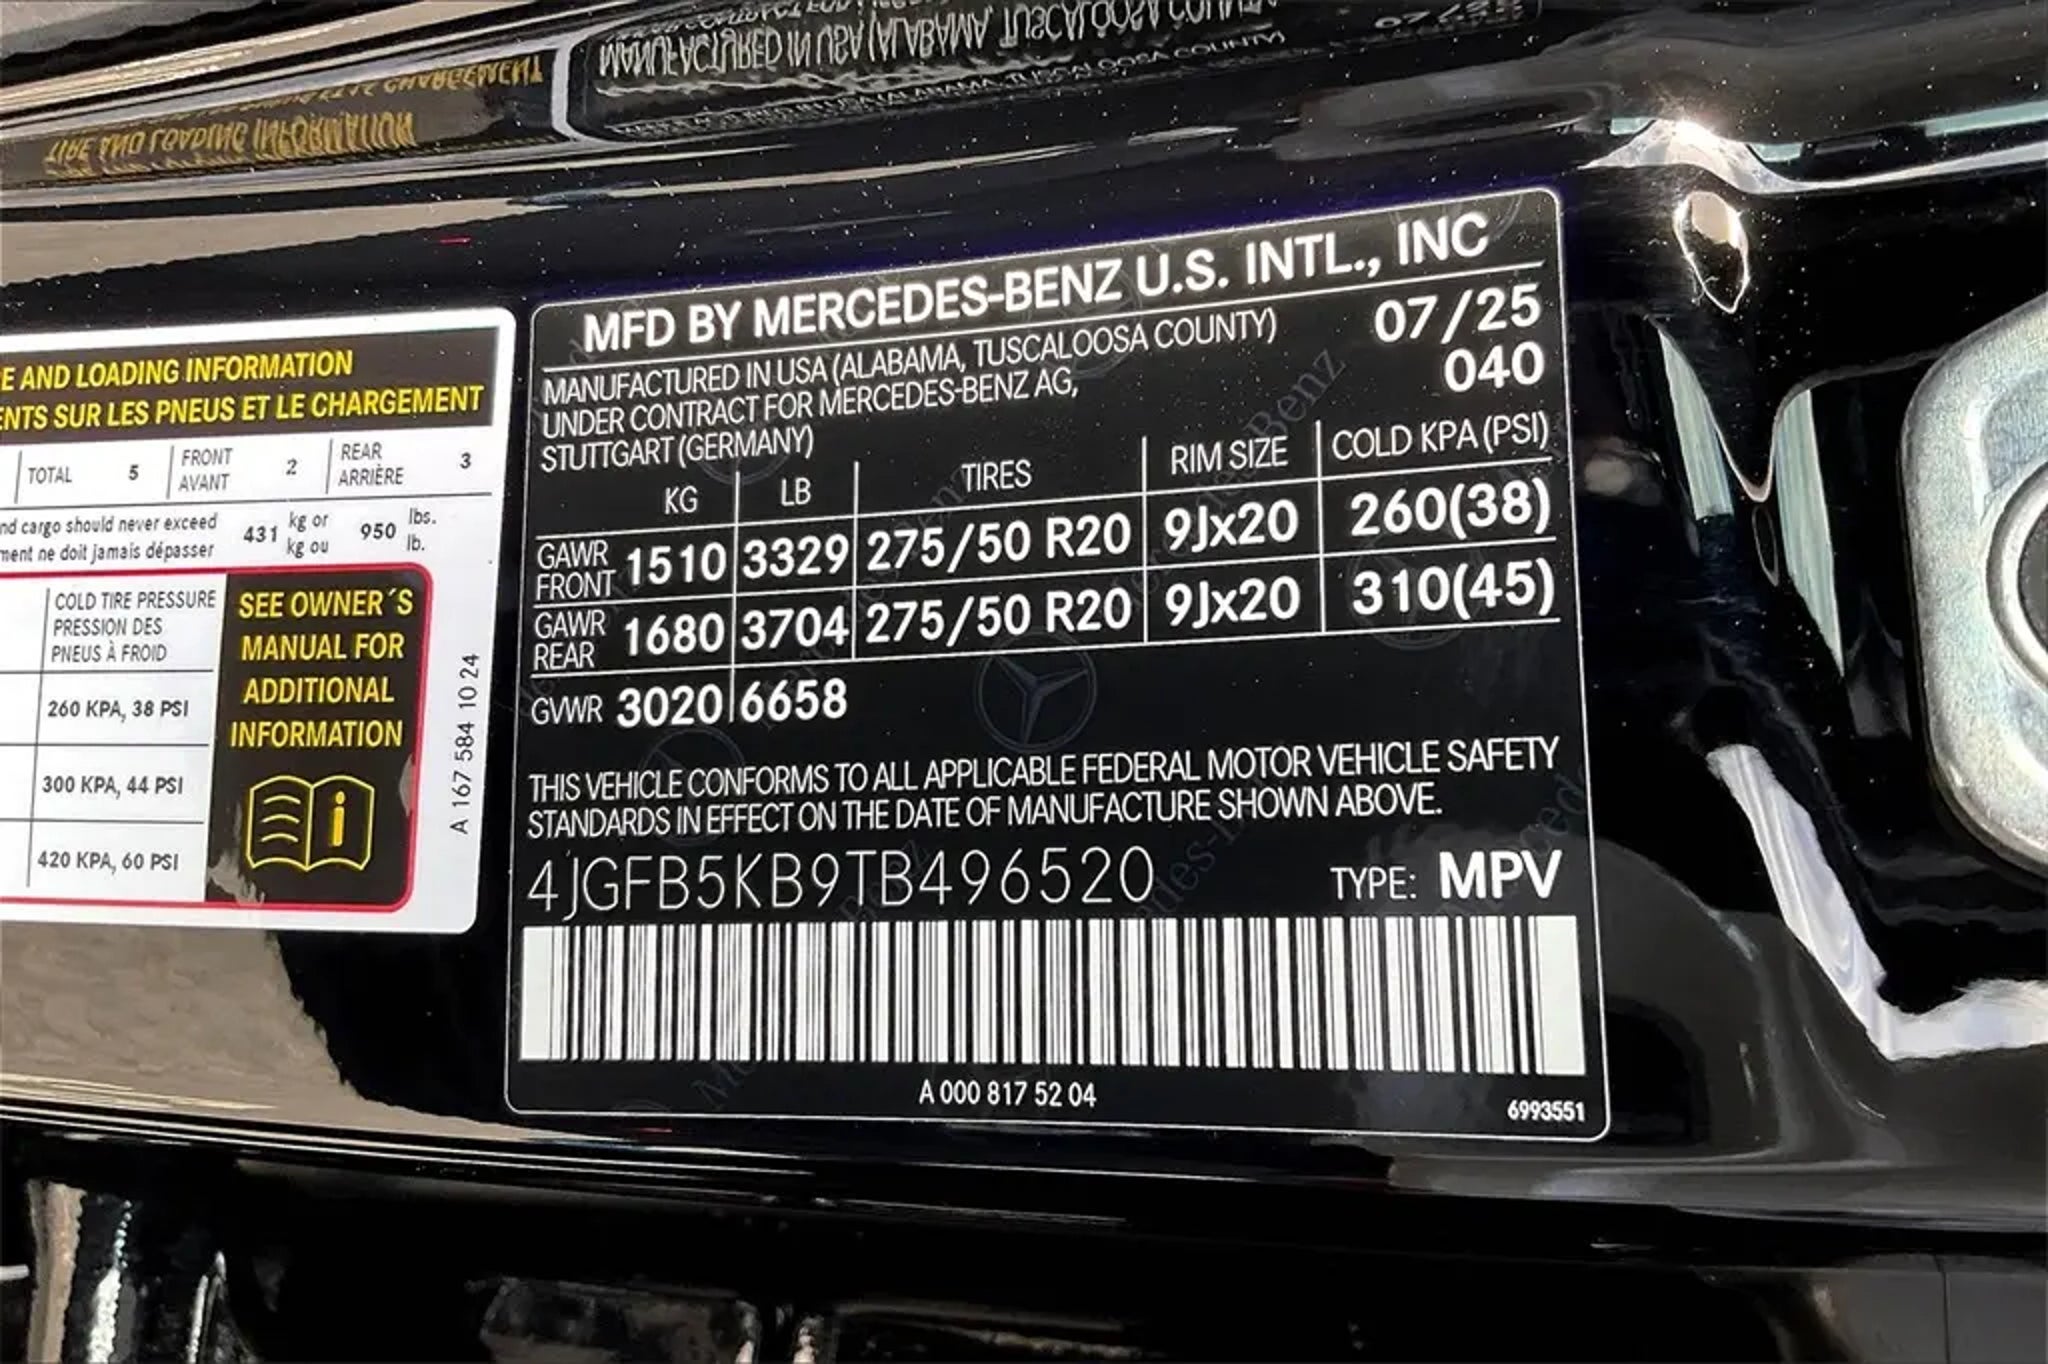 MANUFACTURED IN USA (ALABAMA, TUSCALOOSA COUNTY)
TIRE AND LOADING INFORMATION
E AND LOADING INFORMATION
ENTS SUR LES PNEUS ET LE CHARGEMENT
TOTAL 5 FRONT AVANT 2 REAR ARRIÈRE 3
nd cargo should never exceed 431 kg or 950 lbs.
ment ne doit jamais dépasser kg ou lb.
COLD TIRE PRESSURE
PRESSION DES
PNEUS À FROID
260 KPA, 38 PSI
300 KPA, 44 PSI
420 KPA, 60 PSI
SEE OWNER´S
MANUAL FOR
ADDITIONAL
INFORMATION
A 167 584 10 24
MFD BY MERCEDES-BENZ U.S. INTL., INC
MANUFACTURED IN USA (ALABAMA, TUSCALOOSA COUNTY) 07/25
UNDER CONTRACT FOR MERCEDES-BENZ AG, 040
STUTTGART (GERMANY)
KG LB TIRES RIM SIZE COLD KPA (PSI)
GAWR FRONT 1510 3329 275/50 R20 9Jx20 260(38)
GAWR REAR 1680 3704 275/50 R20 9Jx20 310(45)
GVWR 3020 6658
THIS VEHICLE CONFORMS TO ALL APPLICABLE FEDERAL MOTOR VEHICLE SAFETY
STANDARDS IN EFFECT ON THE DATE OF MANUFACTURE SHOWN ABOVE.
4JGFB5KB9TB496520 TYPE: MPV
A 000 817 52 04
6993551